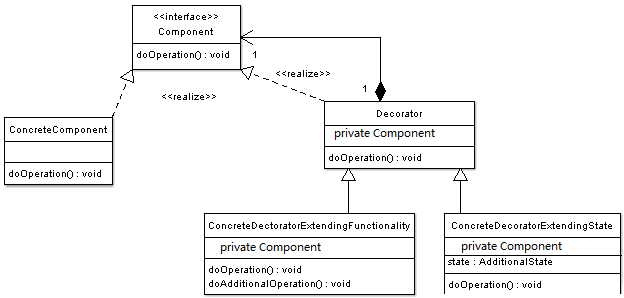 <<interface>>
Component
doOperation() : void
1
<<realize>>
<<realize>>
1
Decorator
private Component
doOperation() : void
ConcreteComponent
doOperation() : void
ConcreteDectoratorExtendingFunctionality
private Component
doOperation() : void
doAdditionalOperation() : void
ConcreteDecoratorExtendingState
private Component
state : AdditionalState
doOperation() : void